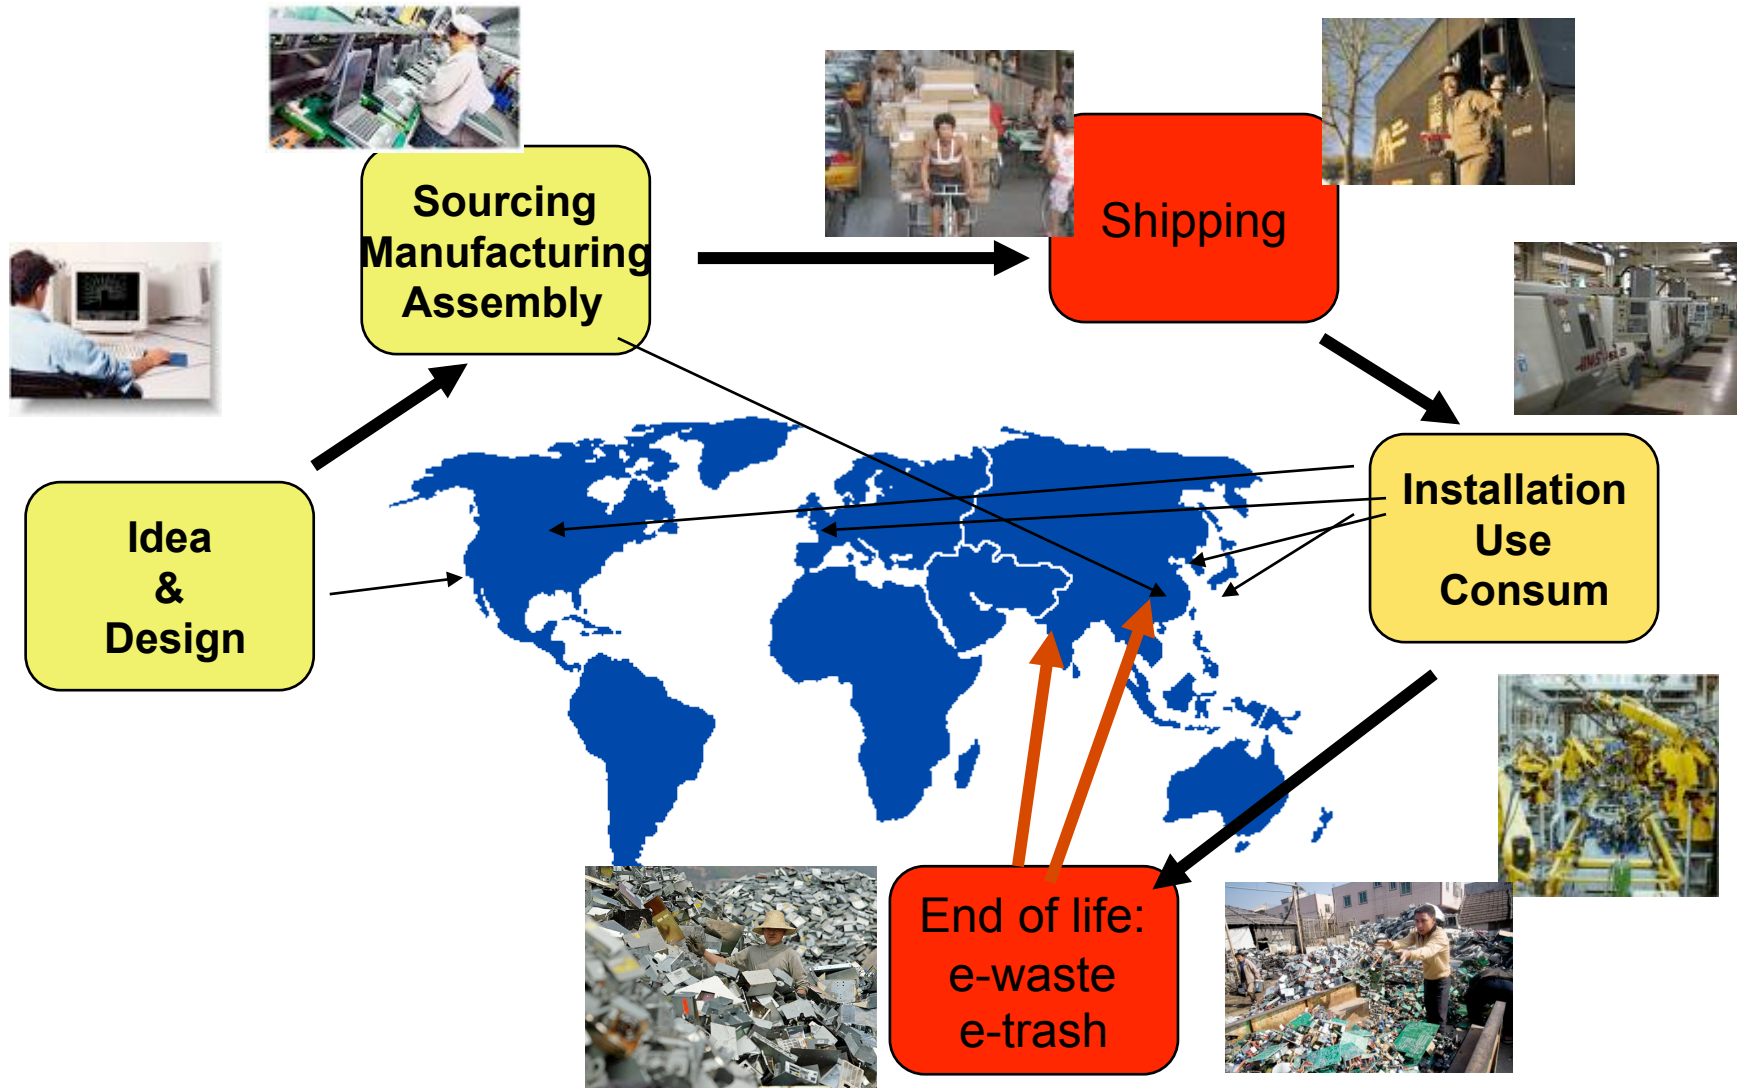 Sourcing
Manufacturing
Assembly
Shipping
Idea
&
Design
Installation
Use
Consum
End of life:
e-waste
e-trash